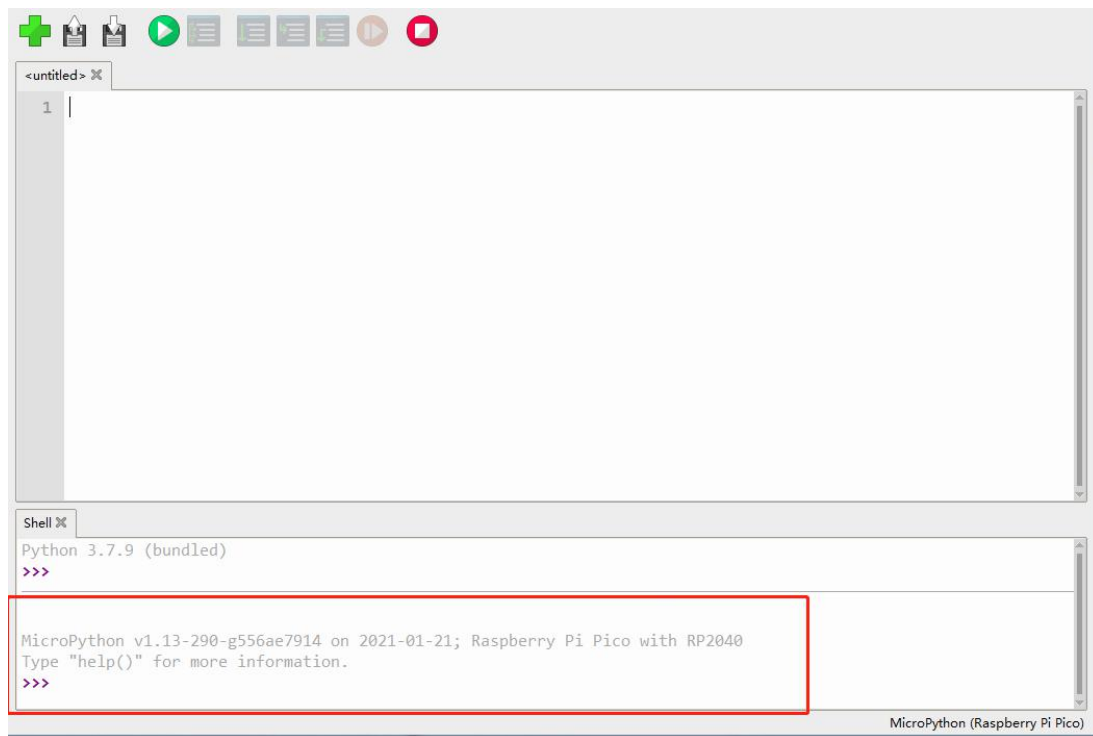 <untitled>
1
Shell
Python 3.7.9 (bundled)
>>>
MicroPython v1.13-290-g556ae7914 on 2021-01-21; Raspberry Pi Pico with RP2040
Type "help()" for more information.
>>>
MicroPython (Raspberry Pi Pico)